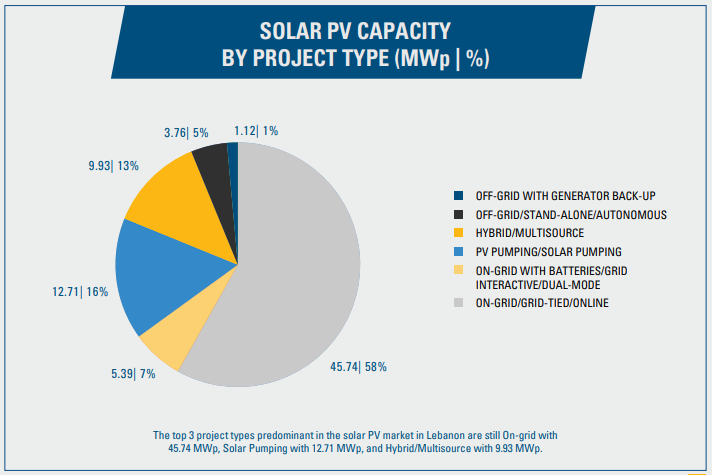 SOLAR PV CAPACITY
BY PROJECT TYPE (MWp | %)
3.76| 5%
1.12| 1%
9.93| 13%
12.71| 16%
5.39| 7%
45.74| 58%
OFF-GRID WITH GENERATOR BACK-UP
OFF-GRID/STAND-ALONE/AUTONOMOUS
HYBRID/MULTISOURCE
PV PUMPING/SOLAR PUMPING
ON-GRID WITH BATTERIES/GRID
INTERACTIVE/DUAL-MODE
ON-GRID/GRID-TIED/ONLINE
The top 3 project types predominant in the solar PV market in Lebanon are still On-grid with
45.74 MWp, Solar Pumping with 12.71 MWp, and Hybrid/Multisource with 9.93 MWp.